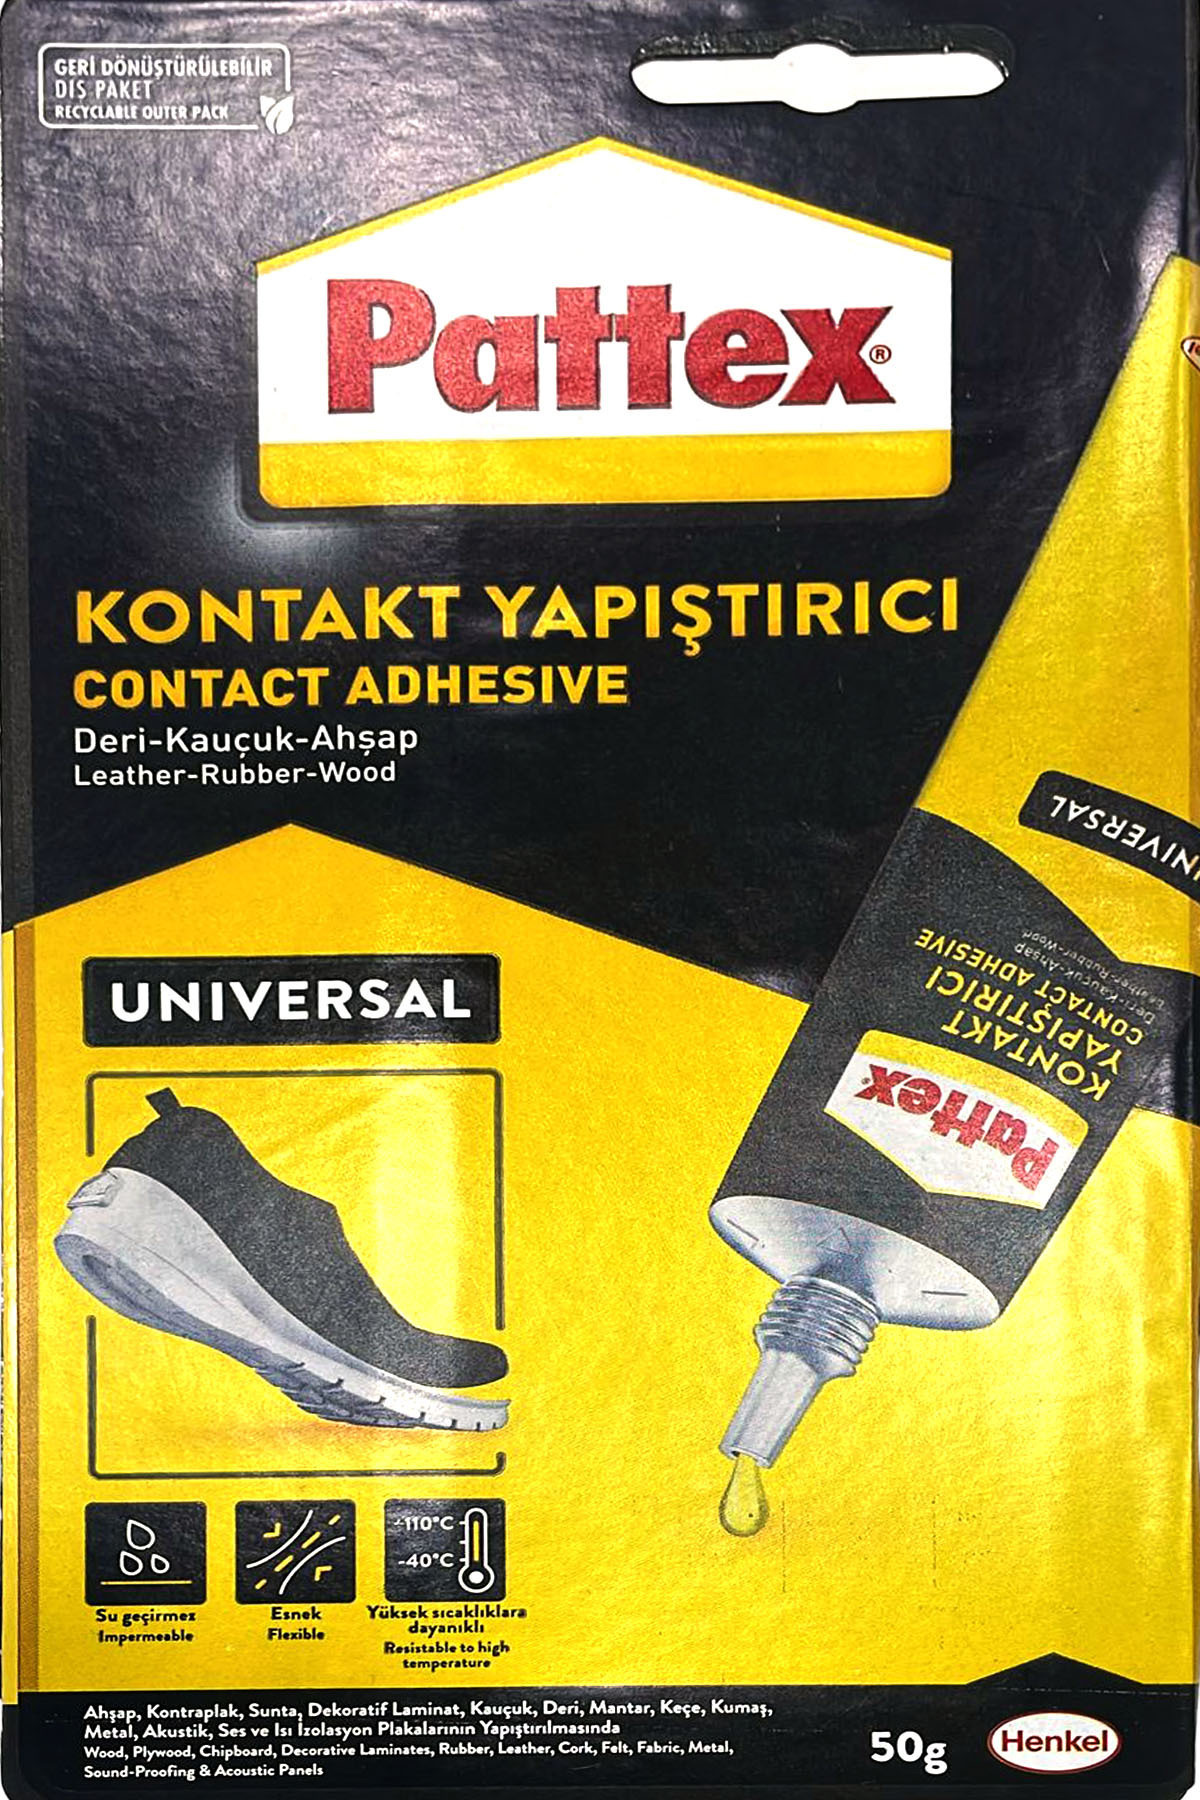 GERİ DÖNÜŞTÜRÜLEBİLİR
DIŞ PAKET
RECYCLABLE OUTER PACK
Pattex®
KONTAKT YAPIŞTIRICI
CONTACT ADHESIVE
Deri-Kauçuk-Ahşap
Leather-Rubber-Wood
UNIVERSAL
UNIVERSAL
Deri-Kauçuk-Ahşap
CONTACT ADHESIVE
KONTAKT
YAPIŞTIRICI
Pattex
+110°C
-40°C
Su geçirmez
Impermeable
Esnek
Flexible
Yüksek sıcaklıklara
dayanıklı
Resistable to high
temperature
Ahşap, Kontraplak, Sunta, Dekoratif Laminat, Kauçuk, Deri, Mantar, Keçe, Kumaş,
Metal, Akustik, Ses ve Isı İzolasyon Plakalarının Yapıştırılmasında
Wood, Plywood, Chipboard, Decorative Laminates, Rubber, Leather, Cork, Felt, Fabric, Metal,
Sound-Proofing & Acoustic Panels
50g
Henkel